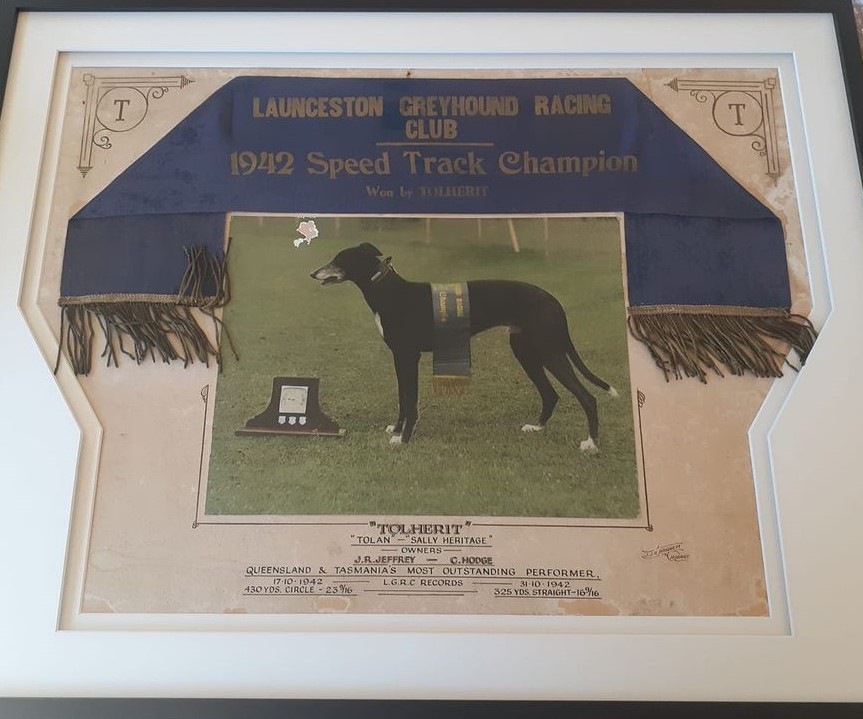 T
T
LAUNCESTON GREYHOUND RACING
CLUB
1942 Speed Track Champion
Won by TOLHERIT
"TOLHERIT"
"TOLAN" — "SALLY HERITAGE"
OWNERS
J.R. JEFFREY — C. HODGE
QUEENSLAND & TASMANIA'S MOST OUTSTANDING PERFORMER,
17·10·1942 — L.G.R.C RECORDS — 31·10·1942
430 YDS. CIRCLE - 23 9/16 325 YDS. STRAIGHT - 16 9/16